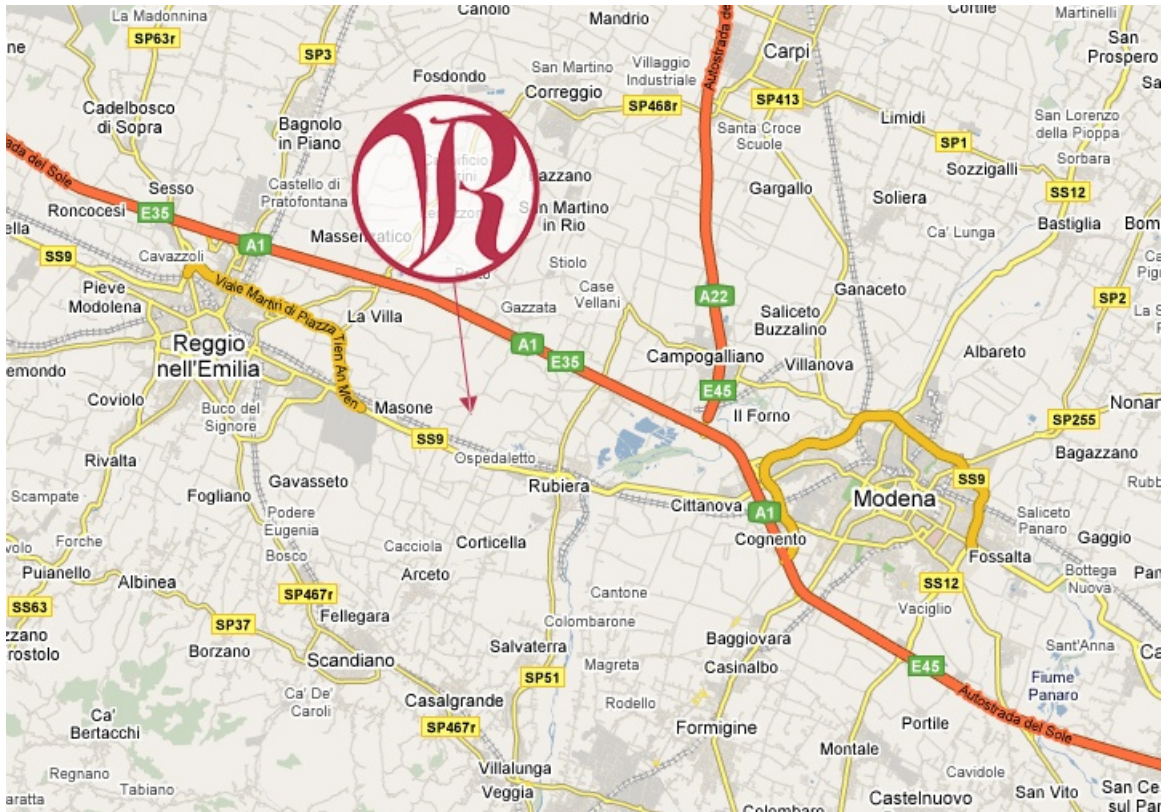 La Madonnina
SP63r
Canolo
Mandrio
Cortile
Martinelli
SP3
Carpi
San
Prospero
Fosdondo
San Martino
Villaggio
Industriale
Autostrada del
Cadelbosco
di Sopra
Correggio
SP468r
SP413
Limidi
San Lorenzo
della Pioppa
Bagnolo
in Piano
Santa Croce
Scuole
SP1
Sorbara
Sozzigalli
SS12
R
Sesso
Castello di
Pratofontana
Gargallo
Soliera
Roncocesi
E35
San Martino
in Rio
Bastiglia
A1
Ca' Lunga
SS9
Cavazzoli
Stiolo
Pieve
Modolena
Viale Martiri di Piazza Tien An Men
Case
Vellani
A22
Ganaceto
SP2
Gazzata
La Villa
Saliceto
Buzzalino
Reggio
nell'Emilia
A1
E35
Campogalliano
Villanova
Albareto
Coviolo
Buco del
Signore
Masone
E45
Il Forno
SP255
SS9
Bagazzano
Rivalta
Ospedaletto
Rubiera
SS9
Scampate
Fogliano
Gavasseto
Cittanova
A1
Modena
Saliceto
Panaro
Podere
Eugenia
Cognento
Gaggio
Forche
Bosco
Cacciola
Corticella
Fossalta
Puianello
Albinea
Arceto
Bottega
Nuova
SS12
SS63
SP467r
Cantone
Vaciglio
SP37
Fellegara
Colombarone
Borzano
Baggiovara
Sant'Anna
Scandiano
Salvaterra
Magreta
Casinalbo
E45
SP51
Fiume
Panaro
Ca' De'
Caroli
Rodello
Autostrada del Sole
Casalgrande
Ca'
Bertacchi
SP467r
Formigine
Portile
Montale
Regnano
Villalunga
Cavidole
Tabiano
Veggia
Castelnuovo
San Vito